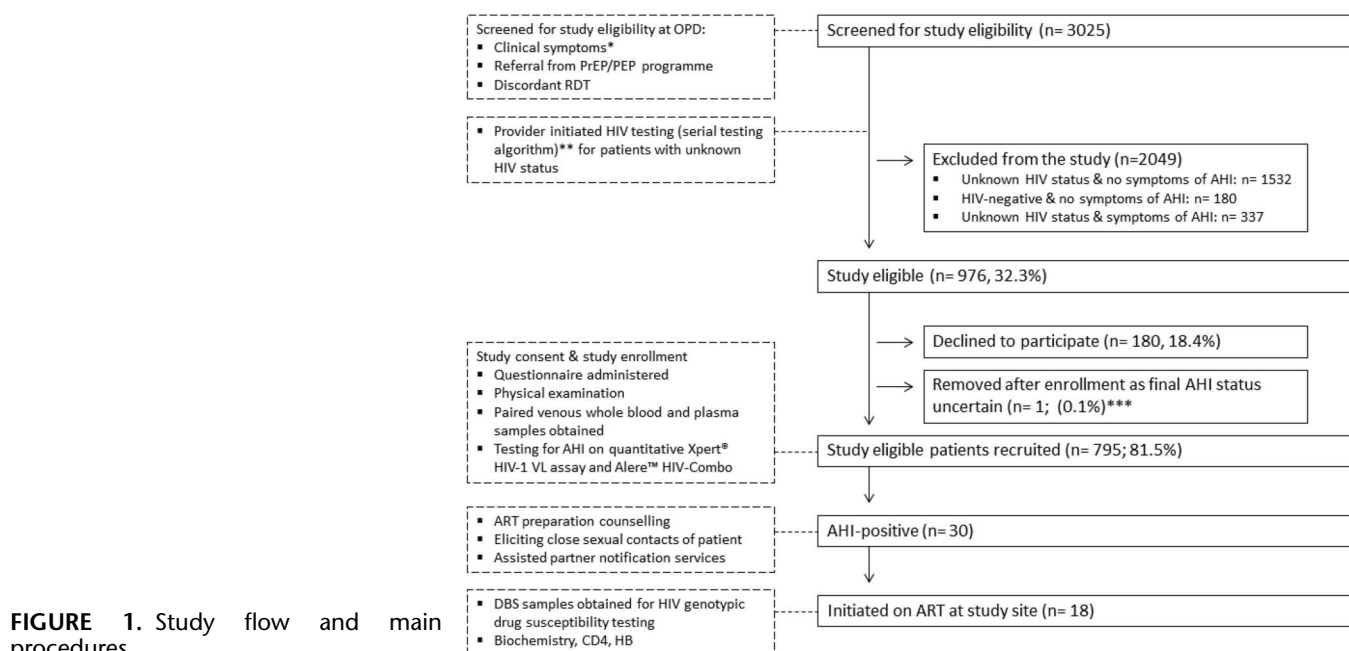 Screened for study eligibility at OPD:
▪ Clinical symptoms*
▪ Referral from PrEP/PEP programme
▪ Discordant RDT
Screened for study eligibility (n= 3025)
▪ Provider initiated HIV testing (serial testing
algorithm)** for patients with unknown
HIV status
Excluded from the study (n=2049)
▪ Unknown HIV status & no symptoms of AHI: n= 1532
▪ HIV-negative & no symptoms of AHI: n= 180
▪ Unknown HIV status & symptoms of AHI: n= 337
Study eligible (n= 976, 32.3%)
Declined to participate (n= 180, 18.4%)
Removed after enrollment as final AHI status
uncertain (n= 1; (0.1%)***
Study consent & study enrollment
▪ Questionnaire administered
▪ Physical examination
▪ Paired venous whole blood and plasma
samples obtained
▪ Testing for AHI on quantitative Xpert®
HIV-1 VL assay and Alere™ HIV-Combo
Study eligible patients recruited (n= 795; 81.5%)
▪ ART preparation counselling
▪ Eliciting close sexual contacts of patient
▪ Assisted partner notification services
AHI-positive (n= 30)
▪ DBS samples obtained for HIV genotypic
drug susceptibility testing
▪ Biochemistry, CD4, HB
Initiated on ART at study site (n= 18)
FIGURE 1. Study flow and main
procedures